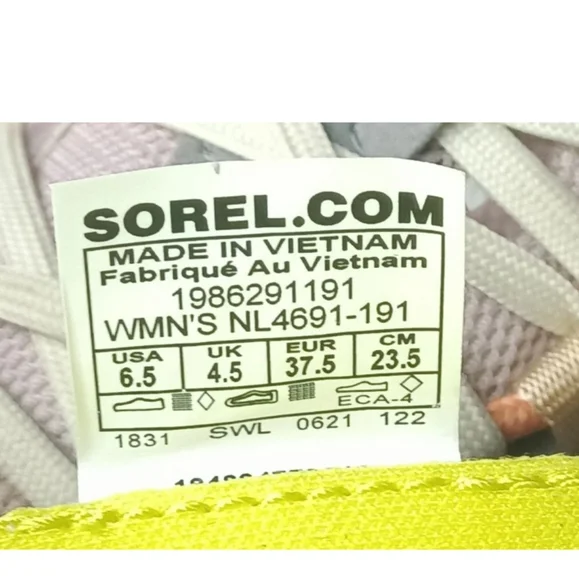 SOREL.COM
MADE IN VIETNAM
Fabriqué Au Vietnam
1986291191
WMN'S NL4691-191
USA UK EUR CM
6.5 4.5 37.5 23.5
ECA-4
1831 SWL 0621 122